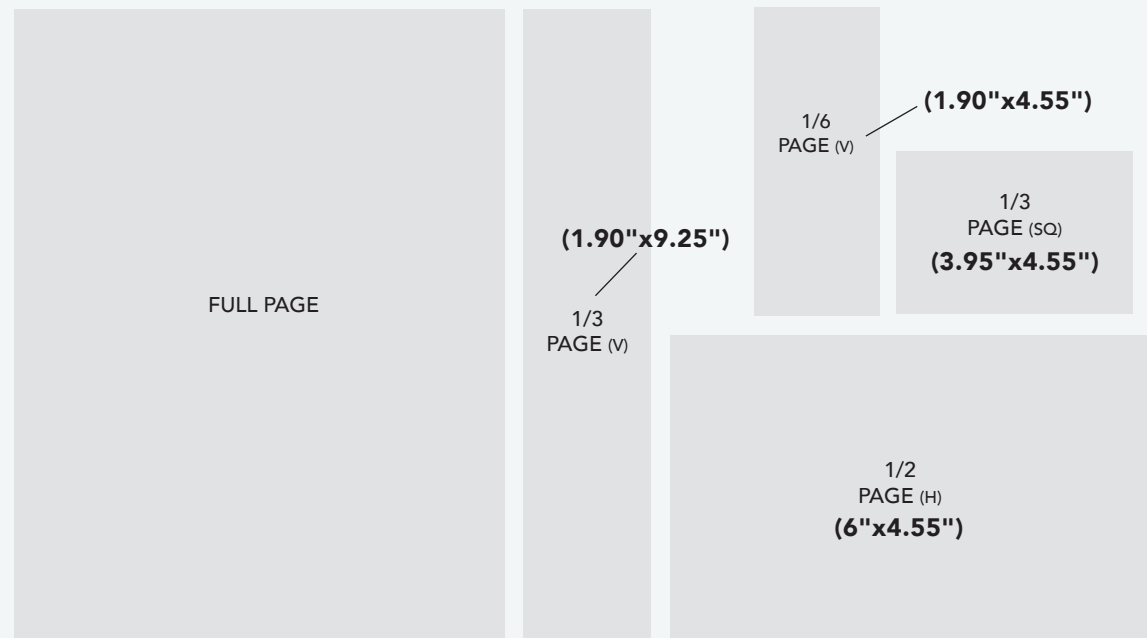 FULL PAGE
(1.90"x9.25")
1/3
PAGE (V)
1/6
PAGE (V)
(1.90"x4.55")
1/3
PAGE (SQ)
(3.95"x4.55")
1/2
PAGE (H)
(6"x4.55")